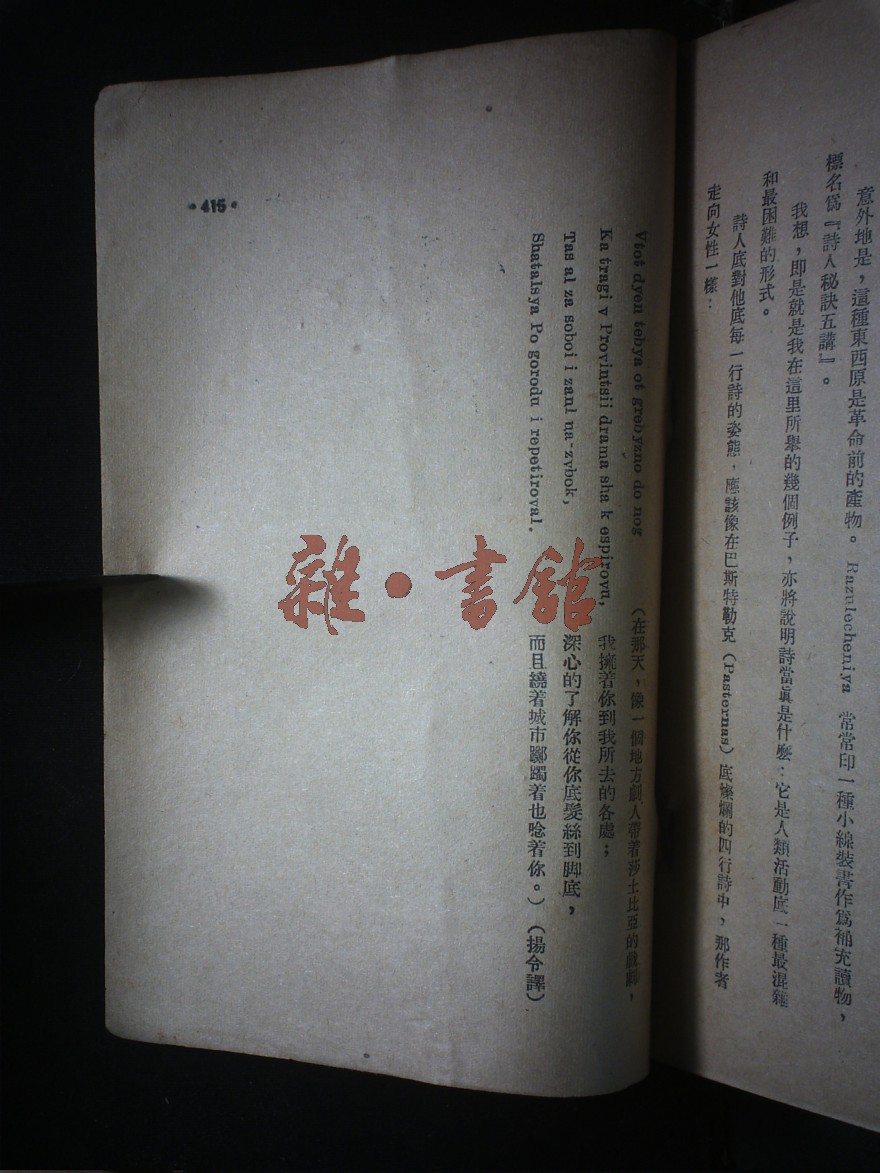 意外地是，這種東西原是革命前的產物。 Razulecheniya 常常印一種小線裝書作爲補充讀物，
標名爲『詩人秘訣五講』。
我想，即是就是我在這里所舉的幾個例子，亦將說明詩當眞是什麼：它是人類活動底一種最混雜
和最困難的形式。
詩人底對他底每一行詩的姿態，應該像在巴斯特勒克（Pasternas）底燦爛的四行詩中，那作者
走向女性一樣：
Vtot dyen tebya ot grebyzno do nog
Ka tragi v Provintsii drama sha k espirovu,
Tas al za soboi i zanl na-zybok,
Shatalsya Po gorodu i repetiroval.
（在那天，像一個地方劇人帶着莎士比亞的戲劇，
我擁着你到我所去的各處；
深心的了解你從你底髮絲到脚底，
而且繞着城市躑躅着也唸着你。）（揚令譯）
• 415 •
雜·書館